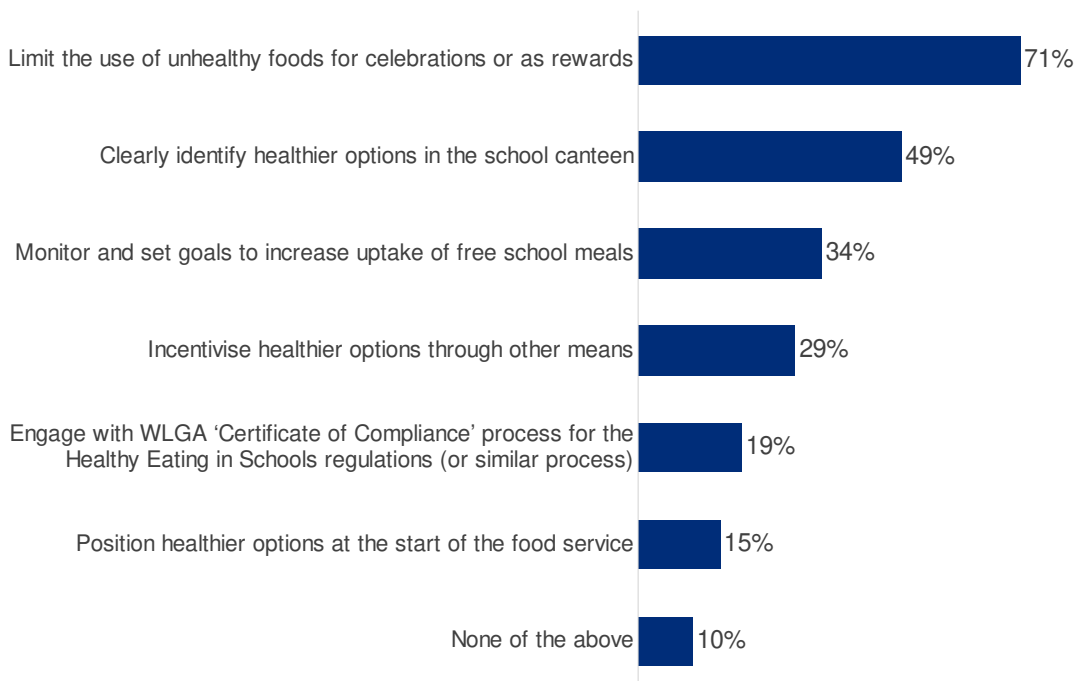 Limit the use of unhealthy foods for celebrations or as rewards 71%
Clearly identify healthier options in the school canteen 49%
Monitor and set goals to increase uptake of free school meals 34%
Incentivise healthier options through other means 29%
Engage with WLGA ‘Certificate of Compliance’ process for the
Healthy Eating in Schools regulations (or similar process) 19%
Position healthier options at the start of the food service 15%
None of the above 10%